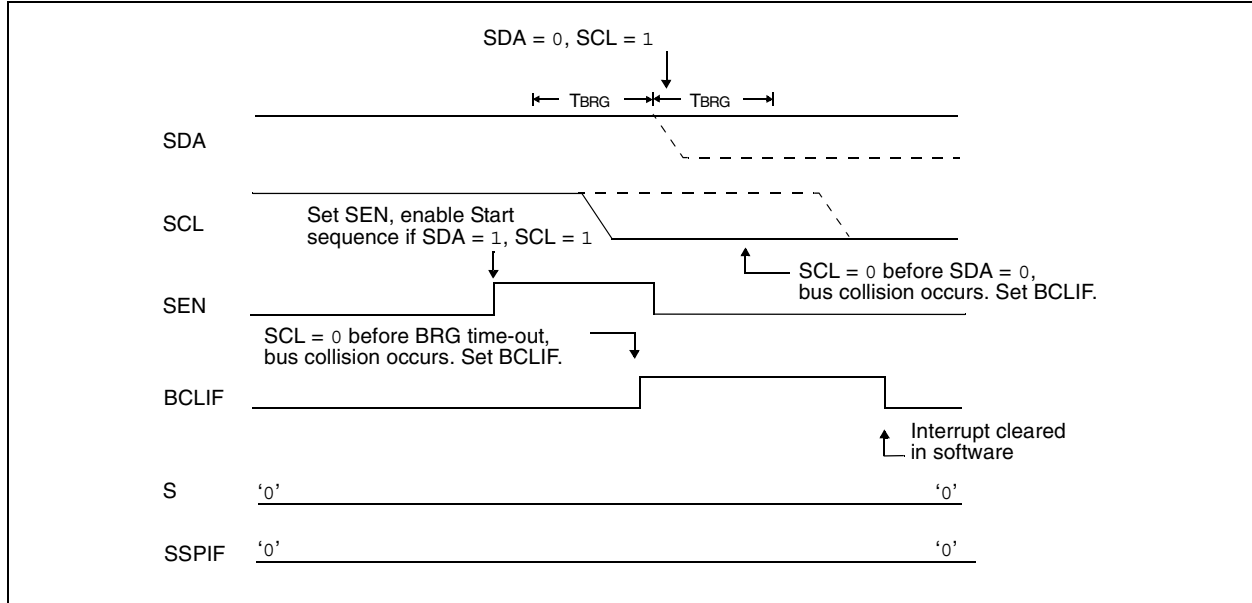 SDA = 0, SCL = 1
TBRG TBRG
SDA
SCL
Set SEN, enable Start
sequence if SDA = 1, SCL = 1
SCL = 0 before SDA = 0,
bus collision occurs. Set BCLIF.
SEN
SCL = 0 before BRG time-out,
bus collision occurs. Set BCLIF.
BCLIF
Interrupt cleared
in software
S ‘0’ ‘0’
SSPIF ‘0’ ‘0’